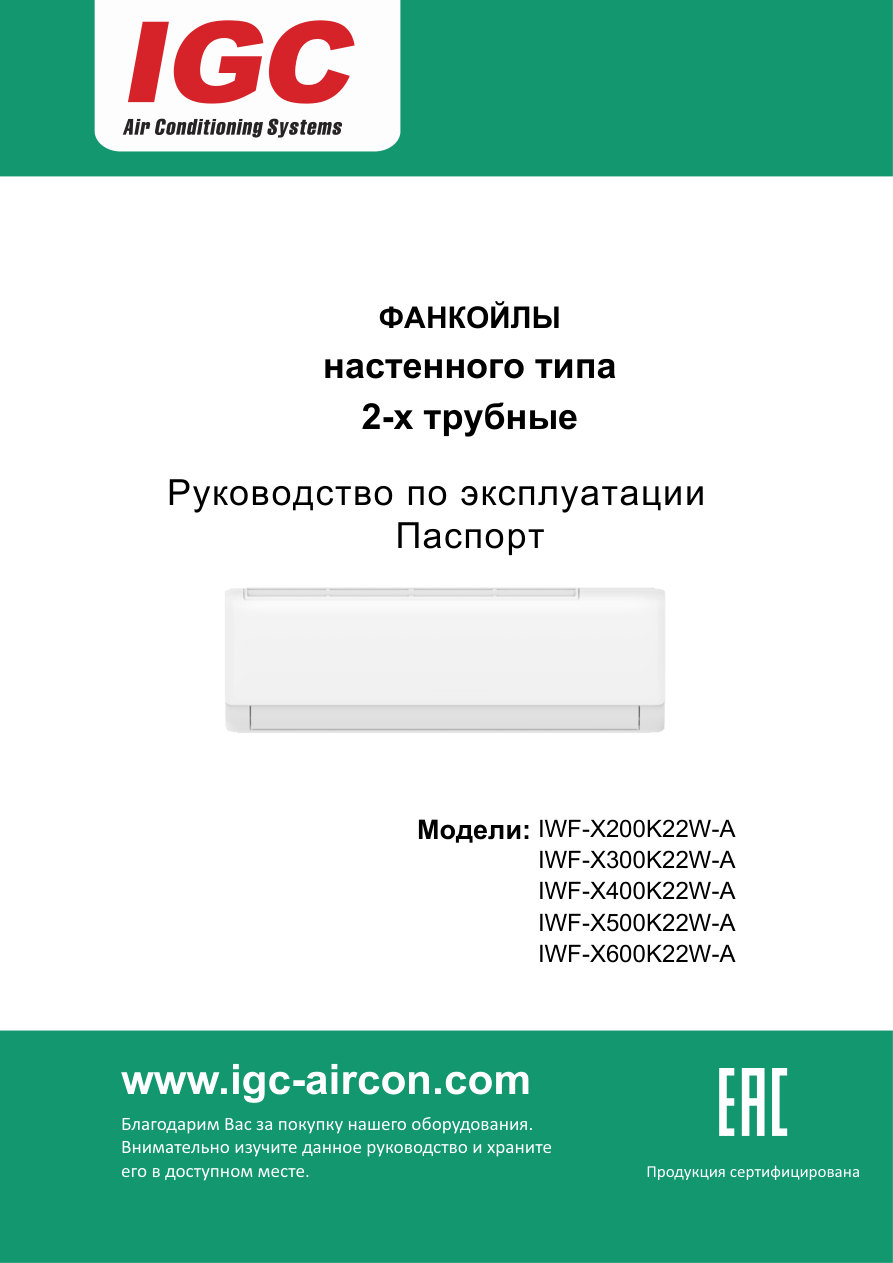 IGC
Air Conditioning Systems
ФАНКОЙЛЫ
настенного типа
2-х трубные
Руководство по эксплуатации
Паспорт
Модели: IWF-X200K22W-A
IWF-X300K22W-A
IWF-X400K22W-A
IWF-X500K22W-A
IWF-X600K22W-A
www.igc-aircon.com
Благодарим Вас за покупку нашего оборудования.
Внимательно изучите данное руководство и храните
его в доступном месте.
EAC
Продукция сертифицирована